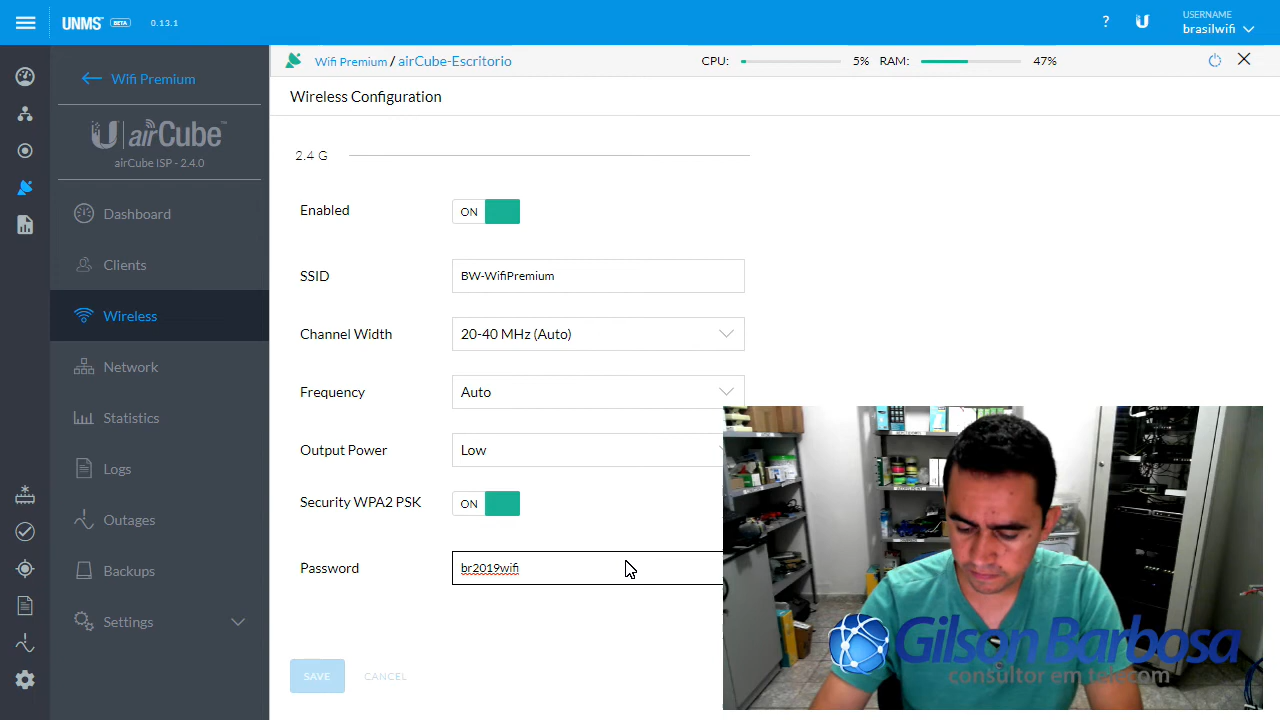 UNMS BETA 0.13.1
? USERNAME
brasilwifi
Wifi Premium
airCube
airCube ISP - 2.4.0
Dashboard
Clients
Wireless
Network
Statistics
Logs
Outages
Backups
Settings
Wifi Premium / airCube-Escritorio CPU: 5% RAM: 47%
Wireless Configuration
2.4 G
Enabled ON
SSID BW-WifiPremium
Channel Width 20-40 MHz (Auto)
Frequency Auto
Output Power Low
Security WPA2 PSK ON
Password br2019wifi
SAVE CANCEL
Gilson Barbosa
consultor em telecom